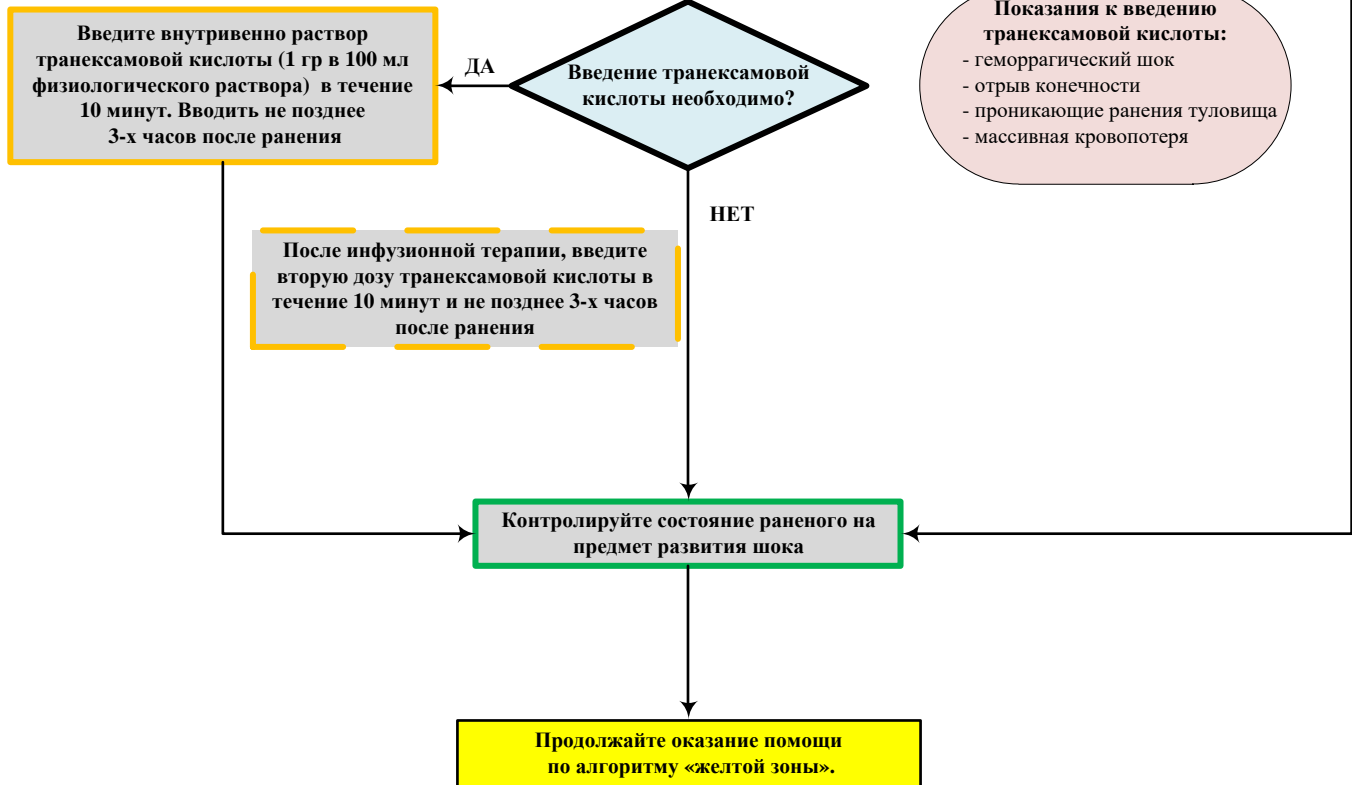 Введите внутривенно раствор
транексамовой кислоты (1 гр в 100 мл
физиологического раствора) в течение
10 минут. Вводить не позднее
3-х часов после ранения
ДА
Введение транексамовой
кислоты необходимо?
Показания к введению
транексамовой кислоты:
- геморрагический шок
- отрыв конечности
- проникающие ранения туловища
- массивная кровопотеря
НЕТ
После инфузионной терапии, введите
вторую дозу транексамовой кислоты в
течение 10 минут и не позднее 3-х часов
после ранения
Контролируйте состояние раненого на
предмет развития шока
Продолжайте оказание помощи
по алгоритму «желтой зоны».